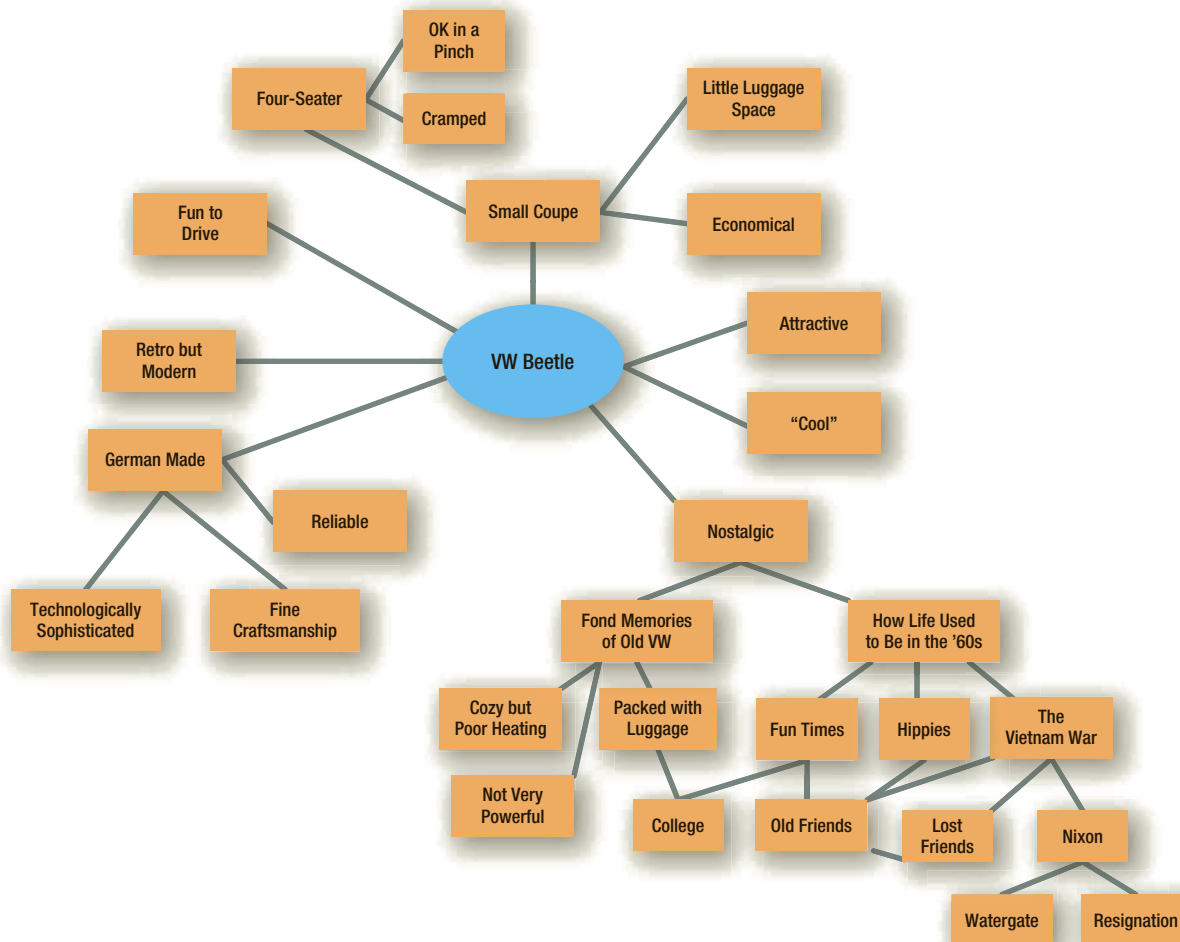 OK in a
Pinch
Four-Seater
Cramped
Little Luggage
Space
Small Coupe
Economical
Fun to
Drive
Attractive
VW Beetle
Retro but
Modern
“Cool”
German Made
Reliable
Nostalgic
Technologically
Sophisticated
Fine
Craftsmanship
Fond Memories
of Old VW
How Life Used
to Be in the ’60s
Cozy but
Poor Heating
Packed with
Luggage
Fun Times
Hippies
The
Vietnam War
Not Very
Powerful
College
Old Friends
Lost
Friends
Nixon
Watergate
Resignation